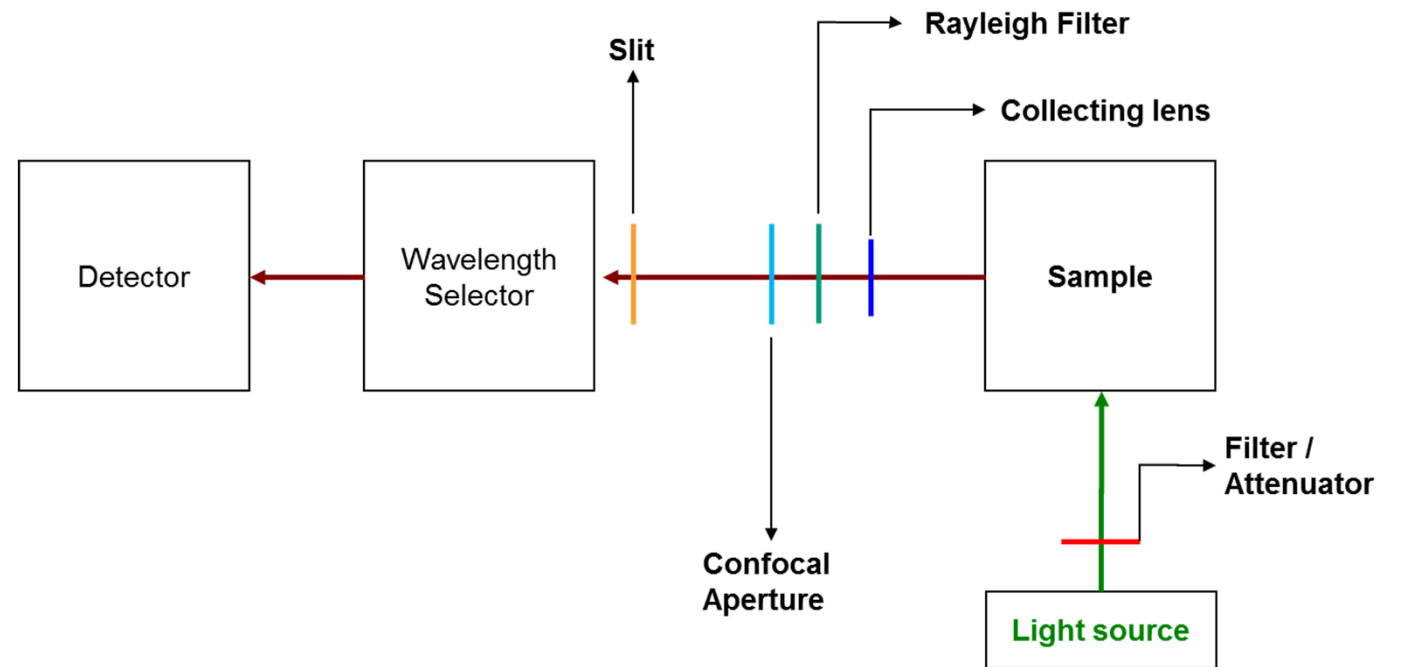 Rayleigh Filter
Slit
Collecting lens
Detector
Wavelength
Selector
Sample
Filter /
Attenuator
Confocal
Aperture
Light source